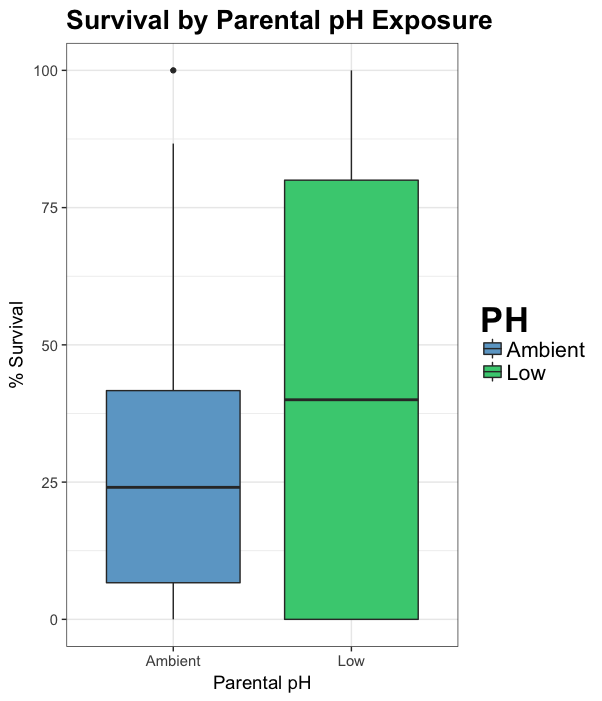 Survival by Parental pH Exposure
100
75
50
25
0
% Survival
Ambient
Low
Parental pH
PH
Ambient
Low